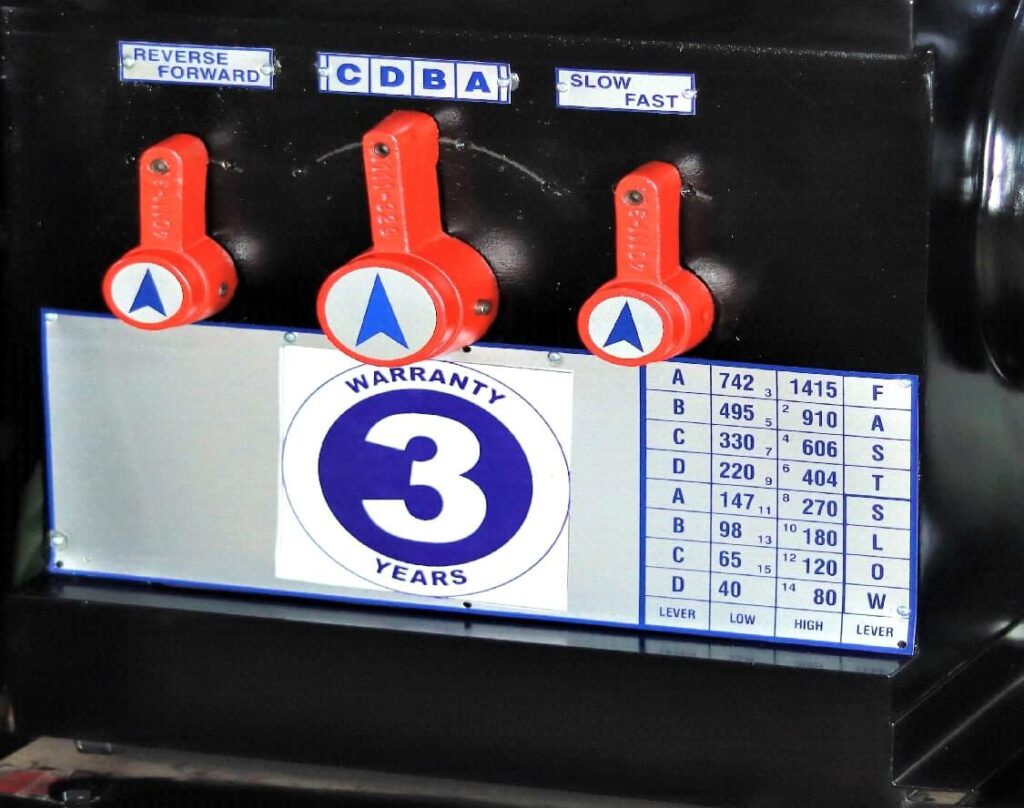 REVERSE
FORWARD
C D B A
SLOW
FAST
WARRANTY
3
YEARS
A 742 3 1415 F
B 495 5 2 910 A
C 330 7 4 606 S
D 220 9 6 404 T
A 147 11 8 270 S
B 98 13 10 180 L
C 65 15 12 120 O
D 40 14 80 W
LEVER LOW HIGH LEVER